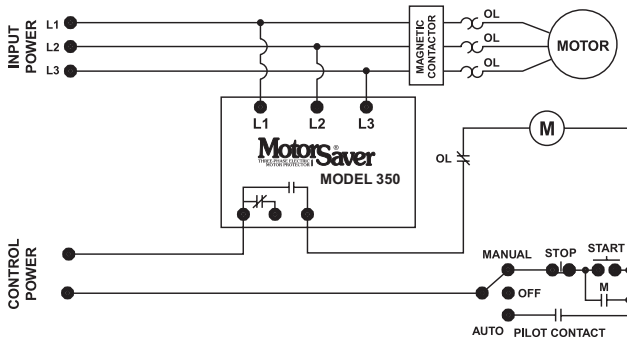 INPUT
POWER
L1
L2
L3
MAGNETIC
CONTACTOR
OL
OL
OL
MOTOR
L1
L2
L3
MotorSaver®
THREE-PHASE ELECTRIC
MOTOR PROTECTOR
MODEL 350
OL
M
CONTROL
POWER
MANUAL
STOP
START
OFF
M
AUTO
PILOT CONTACT